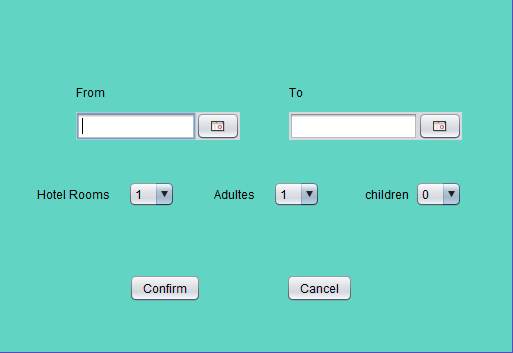 From To
Hotel Rooms 1 Adultes 1 children 0
Confirm Cancel